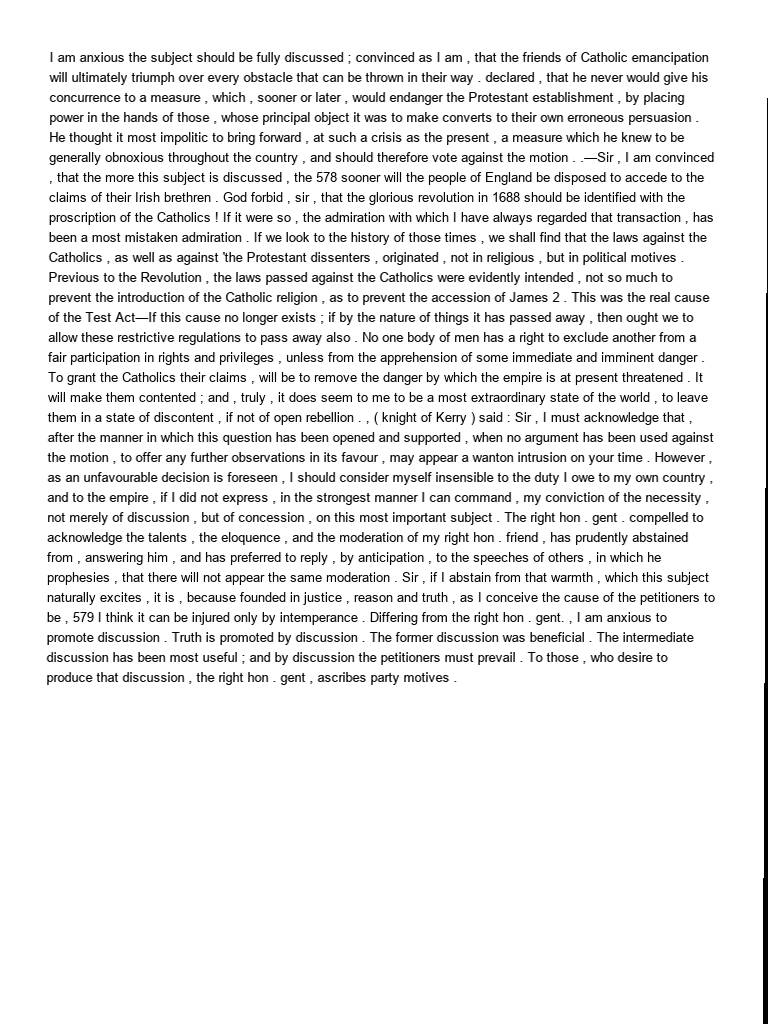 I am anxious the subject should be fully discussed ; convinced as I am , that the friends of Catholic emancipation
will ultimately triumph over every obstacle that can be thrown in their way . declared , that he never would give his
concurrence to a measure , which , sooner or later , would endanger the Protestant establishment , by placing
power in the hands of those , whose principal object it was to make converts to their own erroneous persuasion .
He thought it most impolitic to bring forward , at such a crisis as the present , a measure which he knew to be
generally obnoxious throughout the country , and should therefore vote against the motion . .—Sir , I am convinced
, that the more this subject is discussed , the 578 sooner will the people of England be disposed to accede to the
claims of their Irish brethren . God forbid , sir , that the glorious revolution in 1688 should be identified with the
proscription of the Catholics ! If it were so , the admiration with which I have always regarded that transaction , has
been a most mistaken admiration . If we look to the history of those times , we shall find that the laws against the
Catholics , as well as against 'the Protestant dissenters , originated , not in religious , but in political motives .
Previous to the Revolution , the laws passed against the Catholics were evidently intended , not so much to
prevent the introduction of the Catholic religion , as to prevent the accession of James 2 . This was the real cause
of the Test Act—If this cause no longer exists ; if by the nature of things it has passed away , then ought we to
allow these restrictive regulations to pass away also . No one body of men has a right to exclude another from a
fair participation in rights and privileges , unless from the apprehension of some immediate and imminent danger .
To grant the Catholics their claims , will be to remove the danger by which the empire is at present threatened . It
will make them contented ; and , truly , it does seem to me to be a most extraordinary state of the world , to leave
them in a state of discontent , if not of open rebellion . , ( knight of Kerry ) said : Sir , I must acknowledge that ,
after the manner in which this question has been opened and supported , when no argument has been used against
the motion , to offer any further observations in its favour , may appear a wanton intrusion on your time . However ,
as an unfavourable decision is foreseen , I should consider myself insensible to the duty I owe to my own country ,
and to the empire , if I did not express , in the strongest manner I can command , my conviction of the necessity ,
not merely of discussion , but of concession , on this most important subject . The right hon . gent . compelled to
acknowledge the talents , the eloquence , and the moderation of my right hon . friend , has prudently abstained
from , answering him , and has preferred to reply , by anticipation , to the speeches of others , in which he
prophesies , that there will not appear the same moderation . Sir , if I abstain from that warmth , which this subject
naturally excites , it is , because founded in justice , reason and truth , as I conceive the cause of the petitioners to
be , 579 I think it can be injured only by intemperance . Differing from the right hon . gent. , I am anxious to
promote discussion . Truth is promoted by discussion . The former discussion was beneficial . The intermediate
discussion has been most useful ; and by discussion the petitioners must prevail . To those , who desire to
produce that discussion , the right hon . gent , ascribes party motives .